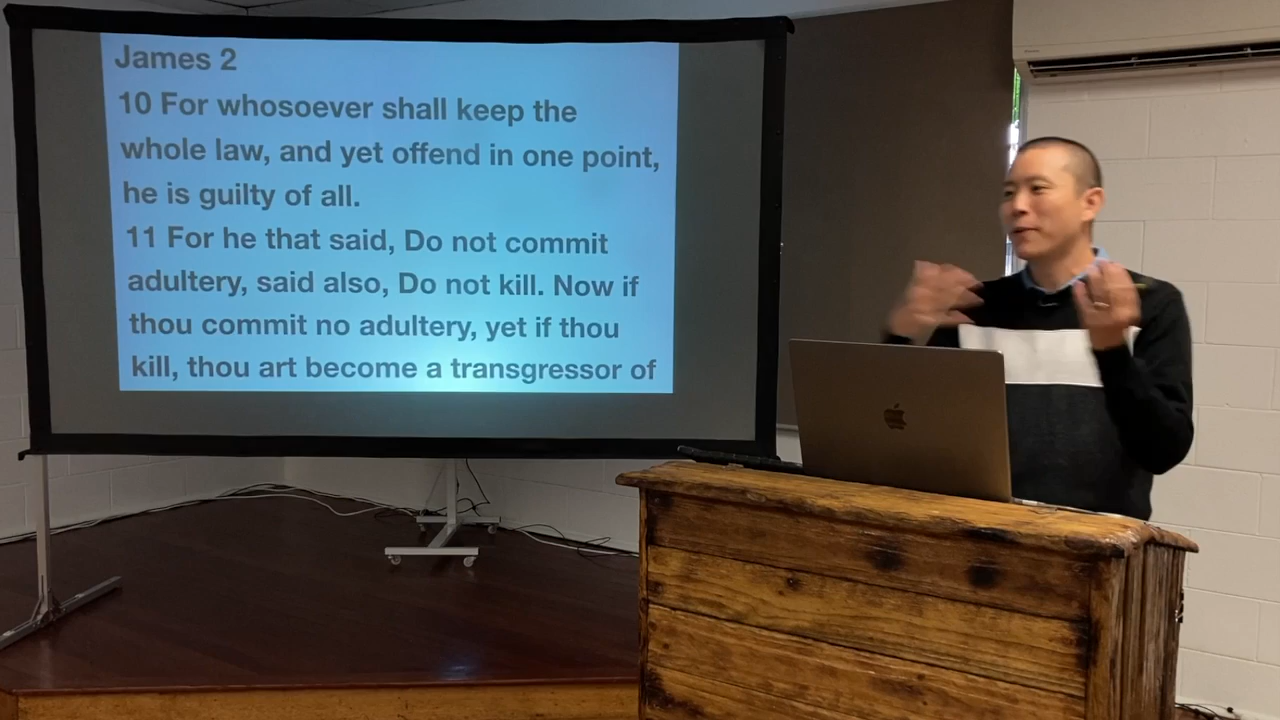 James 2
10 For whosoever shall keep the
whole law, and yet offend in one point,
he is guilty of all.
11 For he that said, Do not commit
adultery, said also, Do not kill. Now if
thou commit no adultery, yet if thou
kill, thou art become a transgressor of